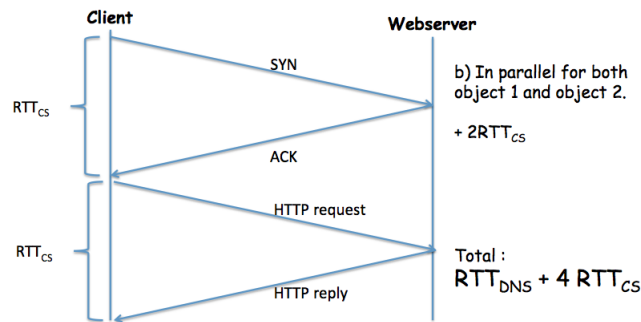 Client
Webserver
SYN
b) In parallel for both
object 1 and object 2.
RTTCS
+ 2RTTCS
ACK
HTTP request
RTTCS
Total :
RTTDNS + 4 RTTCS
HTTP reply